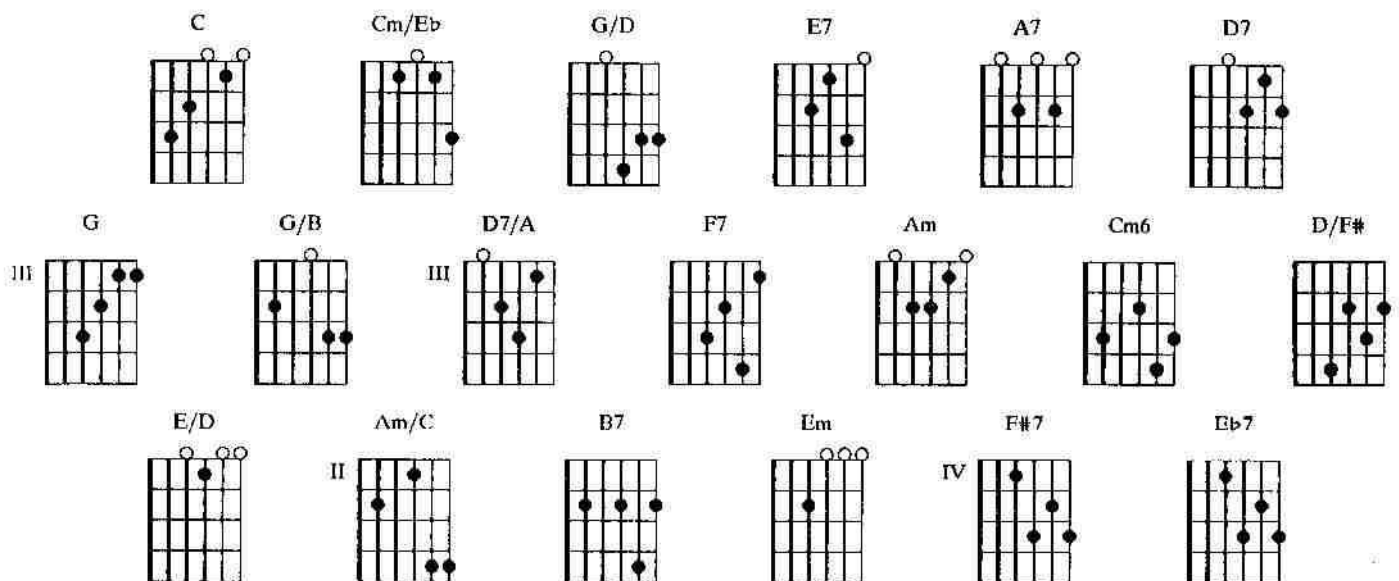 C Cm/Eb G/D E7 A7 D7
G G/B D7/A F7 Am Cm6 D/F#
III III
E/D Am/C B7 Em F#7 Eb7
II IV